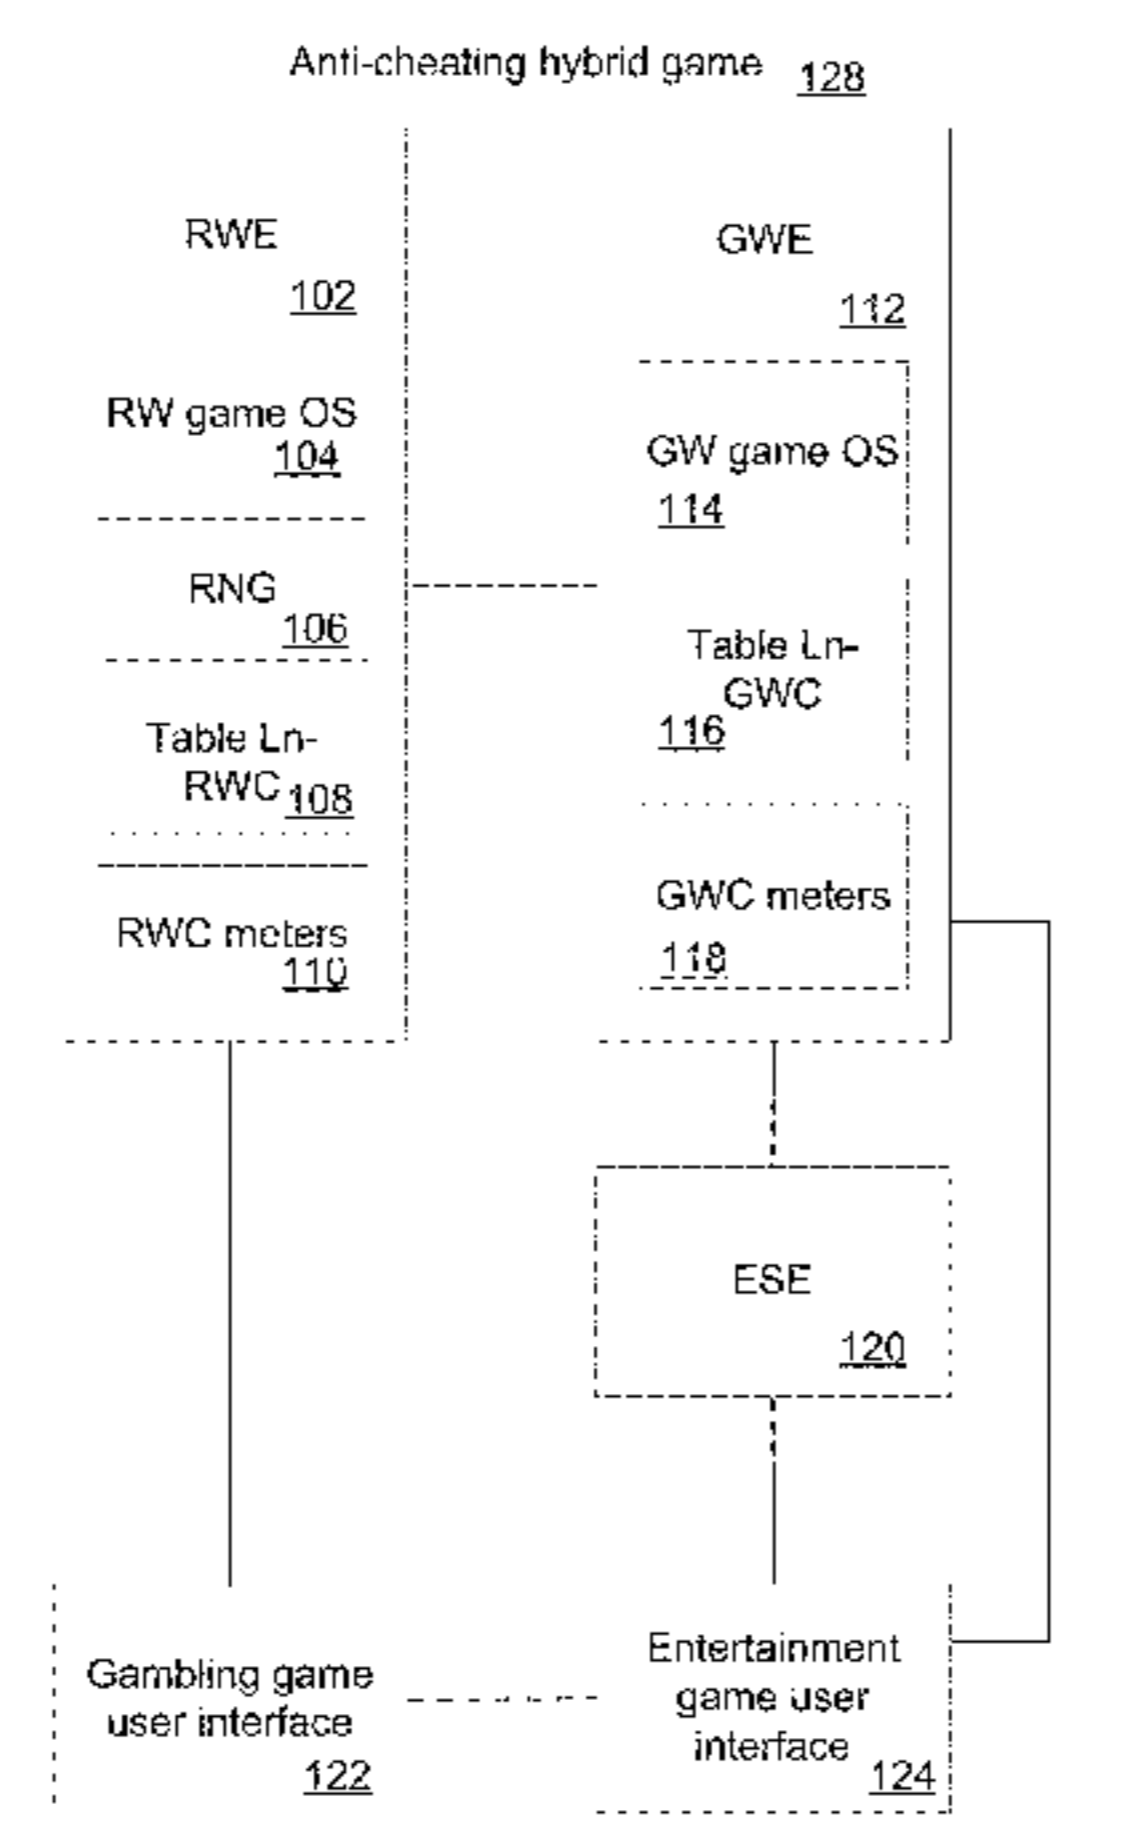 Anti-cheating hybrid game 128
RWE
102
RW game OS
104
RNG
106
Table Ln-
RWC 108
RWC meters
110
GWE
112
GW game OS
114
Table Ln-
GWC
116
GWC meters
118
ESE
120
Gambling game
user interface
122
Entertainment
game user
interface
124